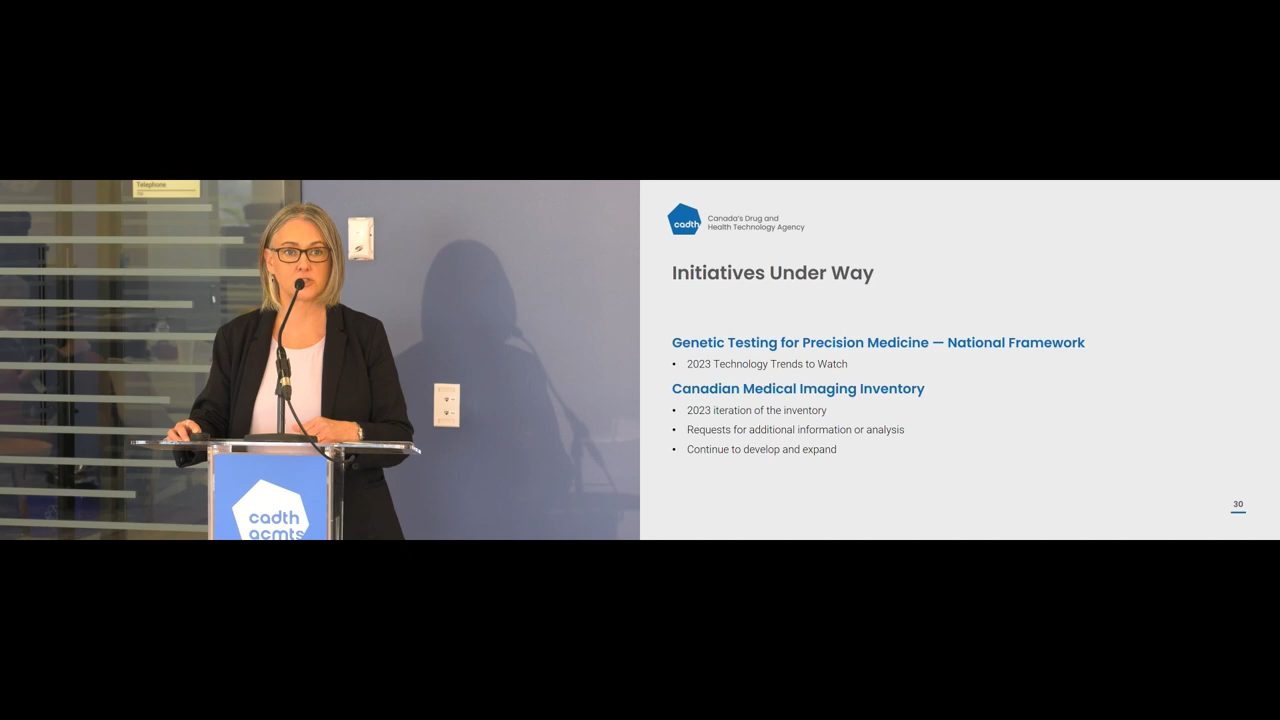 Telephone
cadth
acmts
cadth
Canada's Drug and
Health Technology Agency
Initiatives Under Way
Genetic Testing for Precision Medicine — National Framework
• 2023 Technology Trends to Watch
Canadian Medical Imaging Inventory
• 2023 iteration of the inventory
• Requests for additional information or analysis
• Continue to develop and expand
30